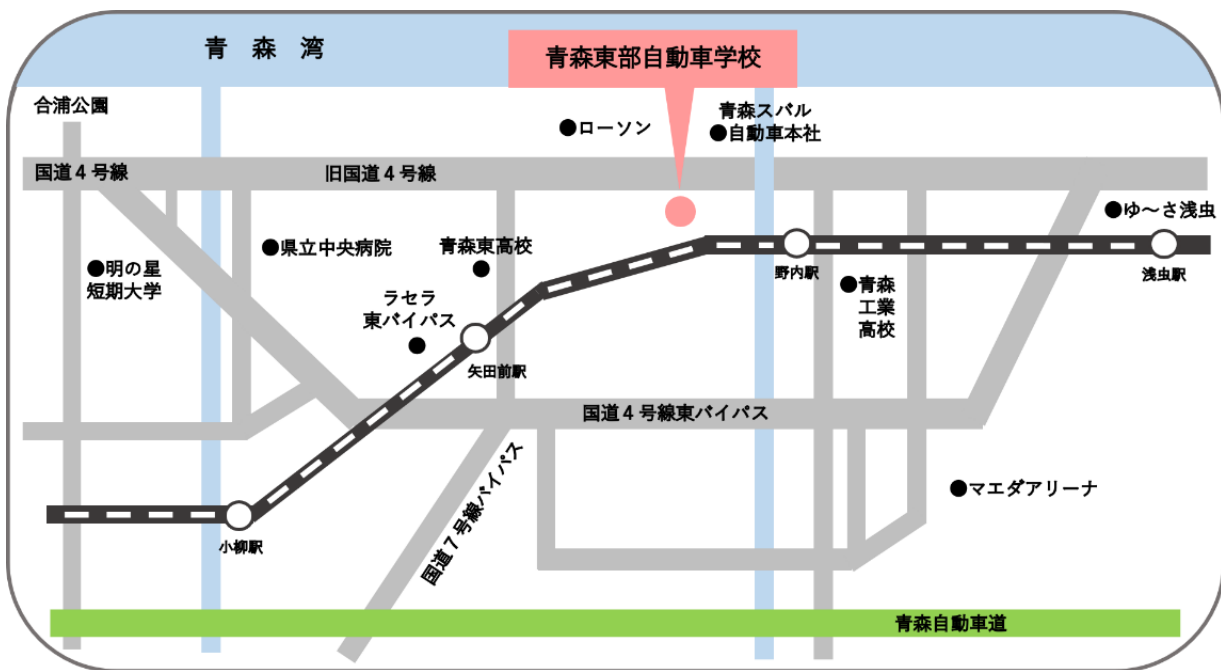 青森湾
青森東部自動車学校
合浦公園
●ローソン
青森スバル
●自動車本社
国道４号線
旧国道４号線
●ゆ〜さ浅虫
●県立中央病院
青森東高校
●明の星
短期大学
野内駅
浅虫駅
●青森
工業
高校
ラセラ
東バイパス
矢田前駅
国道４号線東バイパス
国道７号線バイパス
●マエダアリーナ
小柳駅
青森自動車道